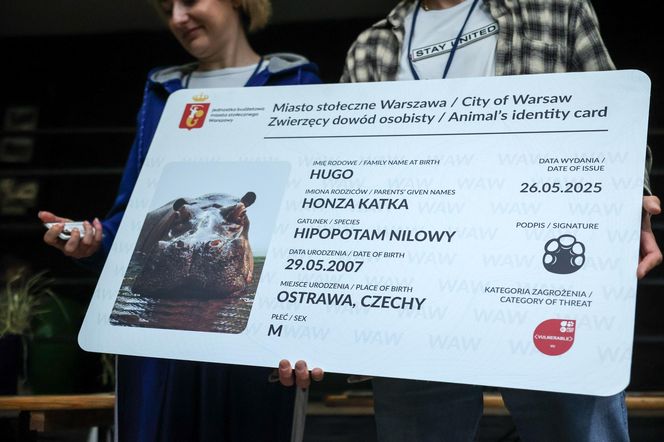 STAY UNITED
jednostka budżetowa
miasta stołecznego
Warszawy
Miasto stołeczne Warszawa / City of Warsaw
Zwierzęcy dowód osobisty / Animal's identity card
IMIĘ RODOWE / FAMILY NAME AT BIRTH
HUGO
IMIONA RODZICÓW / PARENTS' GIVEN NAMES
HONZA KATKA
GATUNEK / SPECIES
HIPOPOTAM NILOWY
DATA URODZENIA / DATE OF BIRTH
29.05.2007
MIEJSCE URODZENIA / PLACE OF BIRTH
OSTRAWA, CZECHY
PŁEĆ / SEX
M
DATA WYDANIA /
DATE OF ISSUE
26.05.2025
PODPIS / SIGNATURE
KATEGORIA ZAGROŻENIA /
CATEGORY OF THREAT
VULNERABLE
VU
WAW